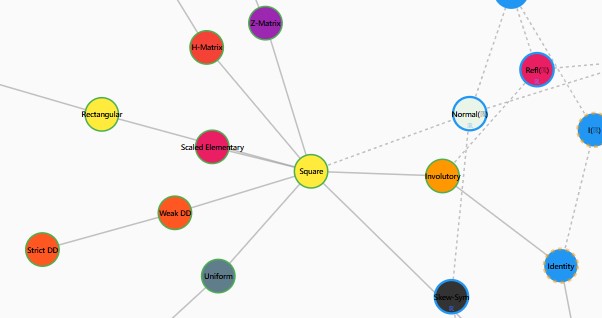 Z-Matrix
H-Matrix
Refl(
Rectangular
Normal(
I(
Scaled Elementary
Square
Involutory
Weak DD
Strict DD
Uniform
Identity
Skew-Sym